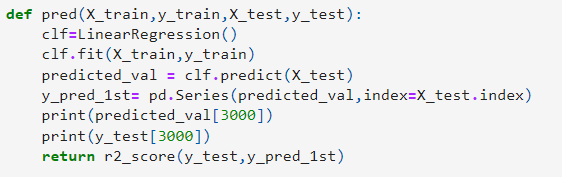 def pred(X_train,y_train,X_test,y_test):
    clf=LinearRegression()
    clf.fit(X_train,y_train)
    predicted_val = clf.predict(X_test)
    y_pred_1st= pd.Series(predicted_val,index=X_test.index)
    print(predicted_val[3000])
    print(y_test[3000])
    return r2_score(y_test,y_pred_1st)